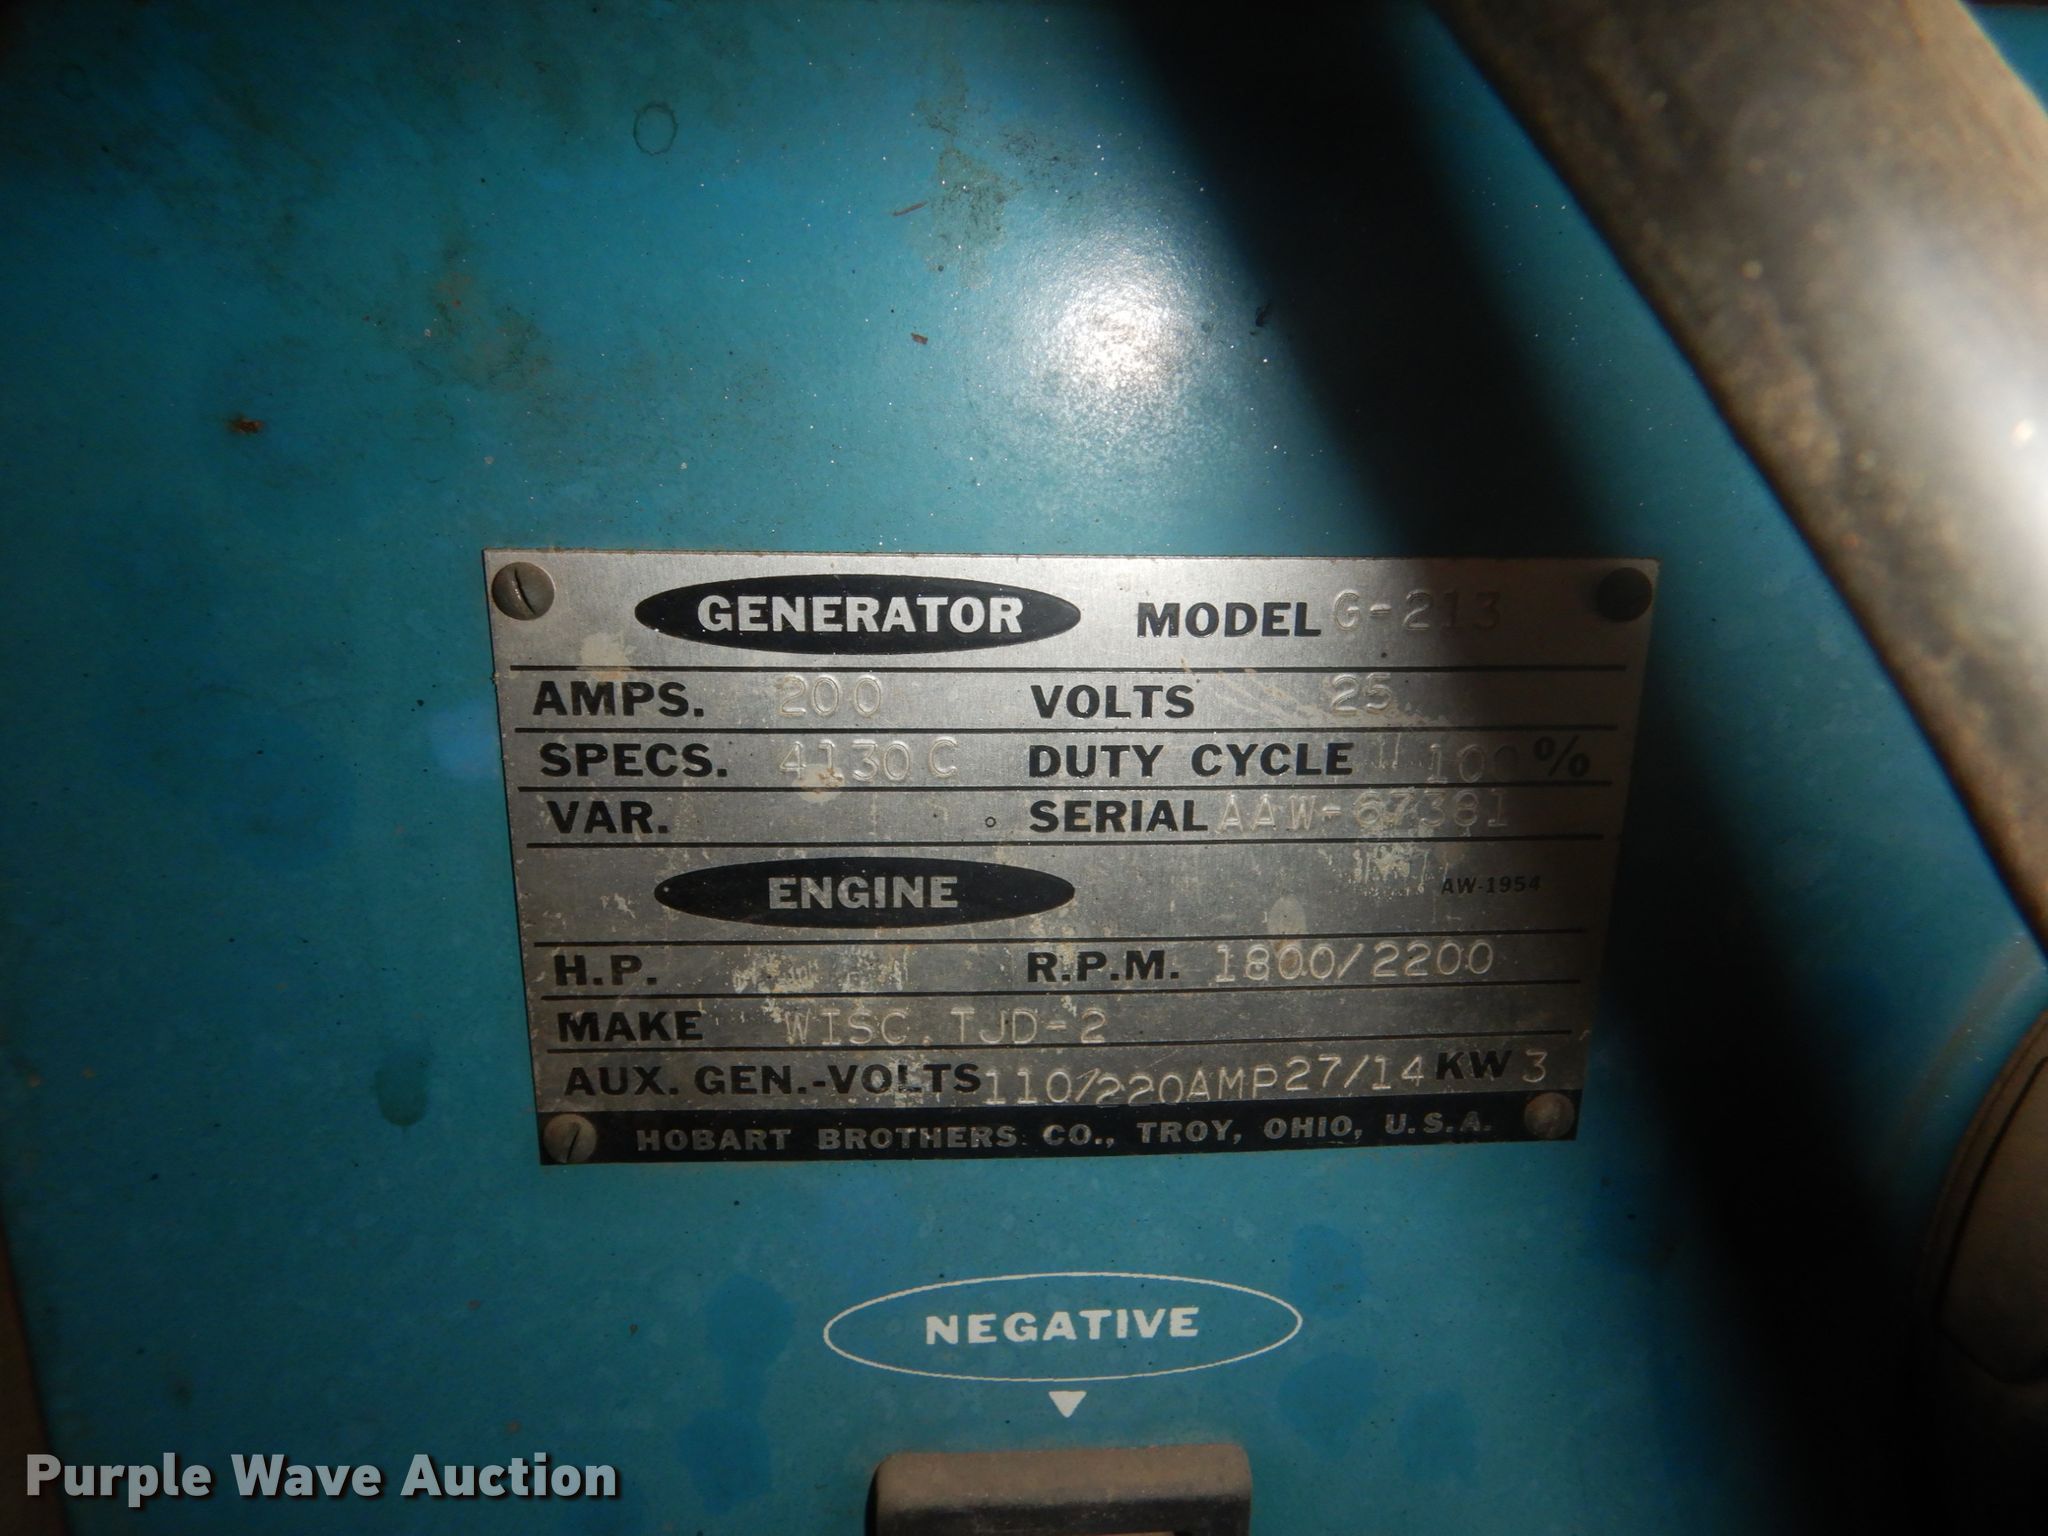 GENERATOR MODEL G-213
AMPS. 200 VOLTS 25
SPECS. 4130C DUTY CYCLE 100%
VAR. SERIAL AAW-67381
ENGINE AW-1954
H.P. R.P.M. 1800/2200
MAKE WISC. TJD-2
AUX. GEN.-VOLTS 110/220 AMP 27/14 KW 3
HOBART BROTHERS CO., TROY, OHIO, U.S.A.
NEGATIVE
Purple Wave Auction